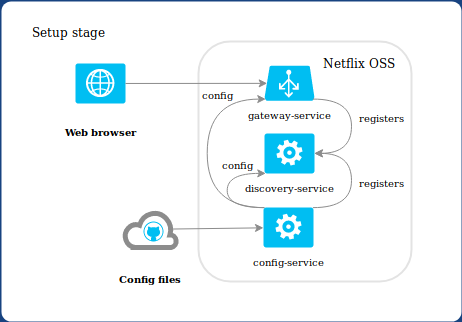 Setup stage
Netflix OSS
config
gateway-service
registers
Web browser
config
discovery-service
registers
config-service
Config files